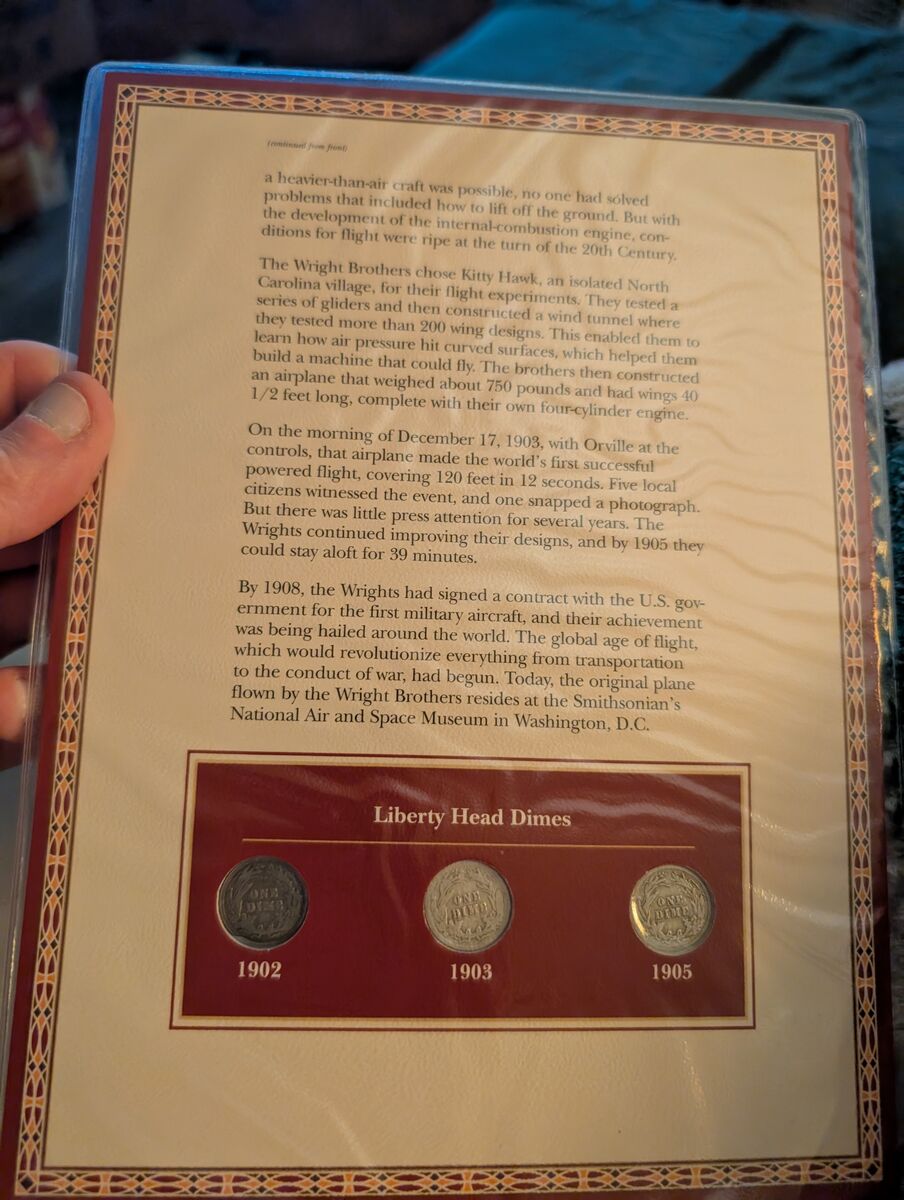 (continued from front)
a heavier-than-air craft was possible, no one had solved
problems that included how to lift off the ground. But with
the development of the internal-combustion engine, con-
ditions for flight were ripe at the turn of the 20th Century.
The Wright Brothers chose Kitty Hawk, an isolated North
Carolina village, for their flight experiments. They tested a
series of gliders and then constructed a wind tunnel where
they tested more than 200 wing designs. This enabled them to
learn how air pressure hit curved surfaces, which helped them
build a machine that could fly. The brothers then constructed
an airplane that weighed about 750 pounds and had wings 40
1/2 feet long, complete with their own four-cylinder engine.
On the morning of December 17, 1903, with Orville at the
controls, that airplane made the world's first successful
powered flight, covering 120 feet in 12 seconds. Five local
citizens witnessed the event, and one snapped a photograph.
But there was little press attention for several years. The
Wrights continued improving their designs, and by 1905 they
could stay aloft for 39 minutes.
By 1908, the Wrights had signed a contract with the U.S. gov-
ernment for the first military aircraft, and their achievement
was being hailed around the world. The global age of flight,
which would revolutionize everything from transportation
to the conduct of war, had begun. Today, the original plane
flown by the Wright Brothers resides at the Smithsonian's
National Air and Space Museum in Washington, D.C.
Liberty Head Dimes
ONE
DIME
ONE
DIME
ONE
DIME
1902
1903
1905